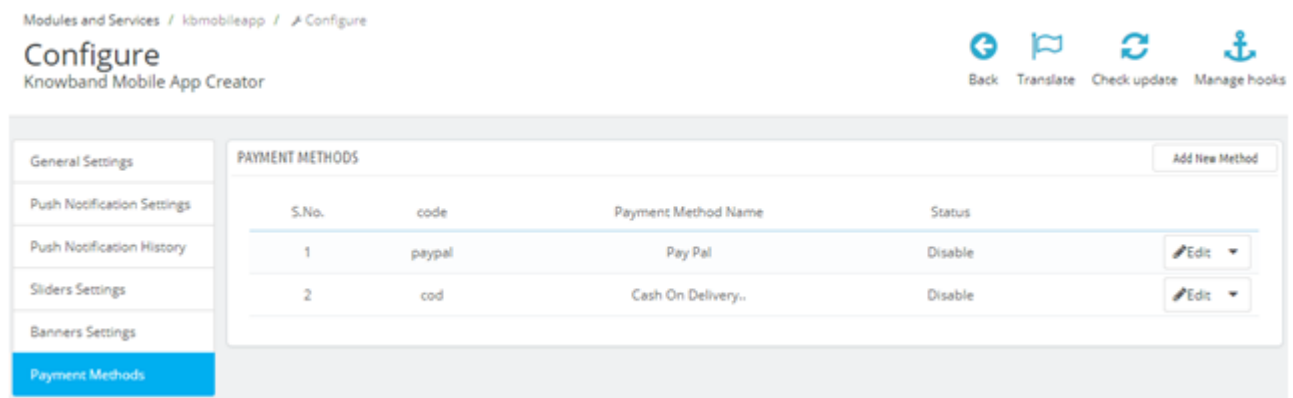 Modules and Services / kbmobileapp / Configure
Configure
Knowband Mobile App Creator
Back Translate Check update Manage hooks
General Settings
Push Notification Settings
Push Notification History
Sliders Settings
Banners Settings
Payment Methods
PAYMENT METHODS Add New Method
S.No. code Payment Method Name Status
1 paypal Pay Pal Disable Edit
2 cod Cash On Delivery.. Disable Edit